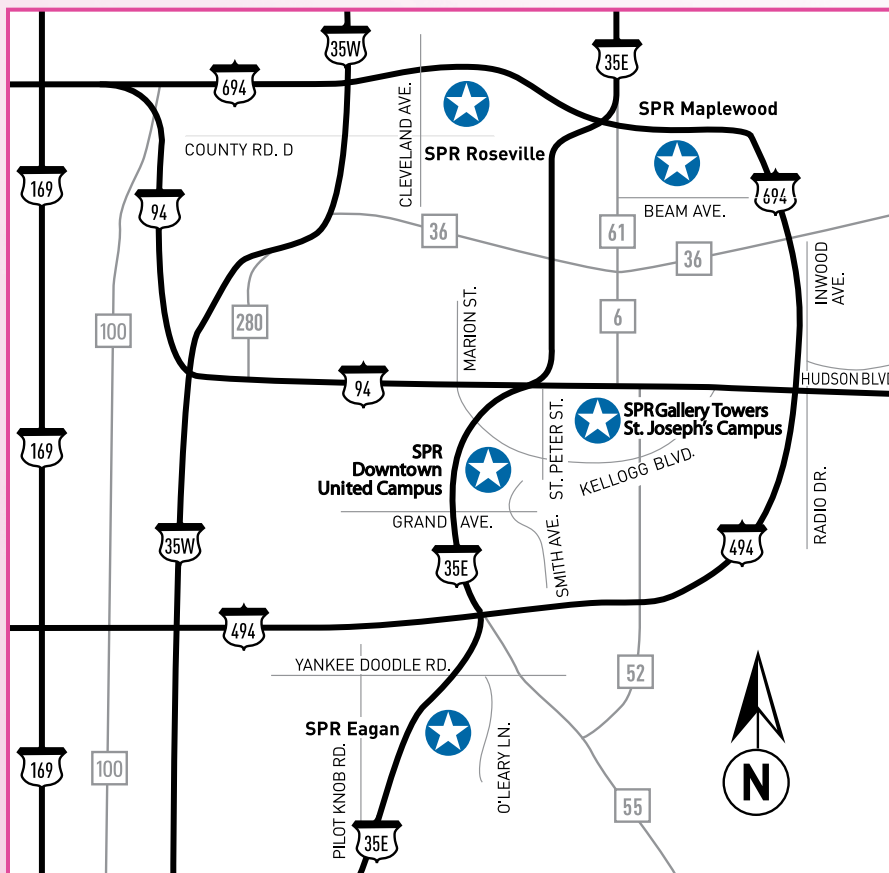 35W
35E
694
CLEVELAND AVE.
SPR Maplewood
COUNTY RD. D
SPR Roseville
169
94
694
BEAM AVE.
36
61
36
INWOOD
AVE.
100
280
MARION ST.
6
94
HUDSON BLVD
SPR Gallery Towers
St. Joseph's Campus
ST. PETER ST.
KELLOGG BLVD.
169
SPR
Downtown
United Campus
GRAND AVE.
SMITH AVE.
RADIO DR.
35W
35E
494
494
YANKEE DOODLE RD.
52
SPR Eagan
PILOT KNOB RD.
O'LEARY LN.
169
100
55
35E
N